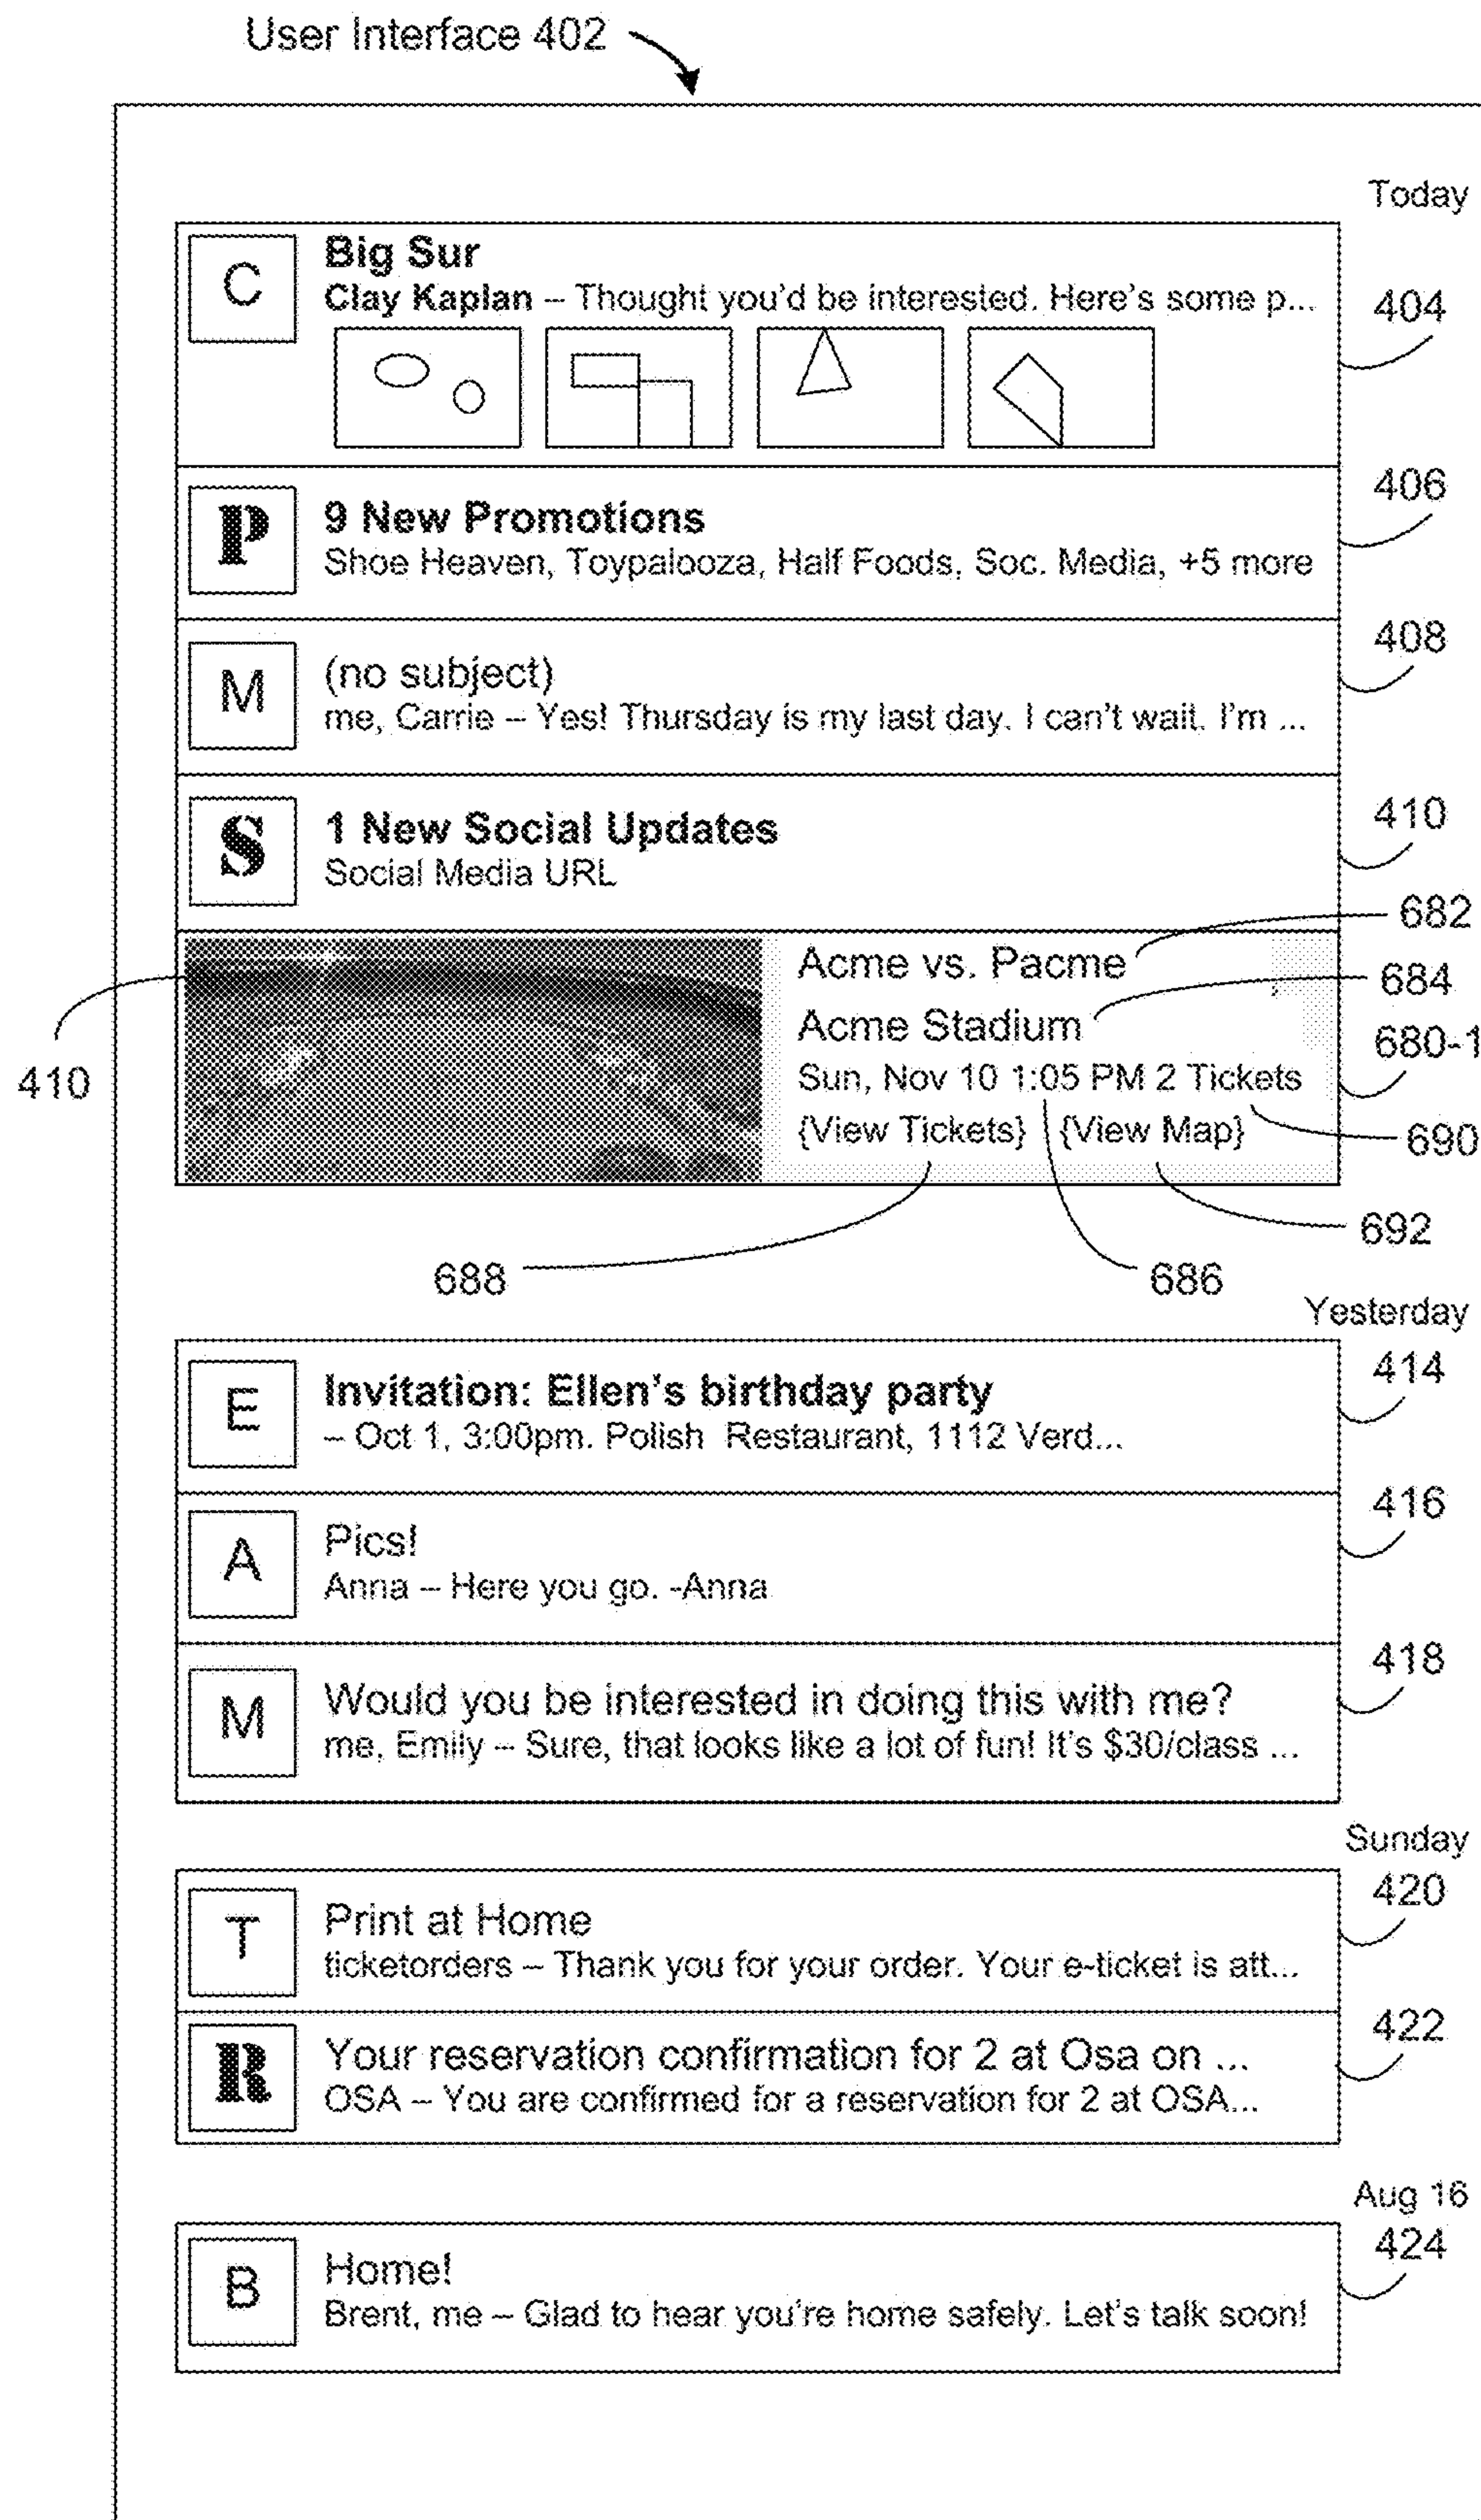 User Interface 402
Today
C
Big Sur
Clay Kaplan – Thought you'd be interested. Here's some p...
404
406
P
9 New Promotions
Shoe Heaven, Toypalooza, Half Foods, Soc. Media, +5 more
408
M
(no subject)
me, Carrie – Yes! Thursday is my last day. I can't wait. I'm ...
410
S
1 New Social Updates
Social Media URL
682
Acme vs. Pacme
684
Acme Stadium
680-1
410
Sun, Nov 10 1:05 PM 2 Tickets
{View Tickets} {View Map}
690
692
688
686
Yesterday
414
E
Invitation: Ellen's birthday party
– Oct 1, 3:00pm. Polish Restaurant, 1112 Verd...
416
A
Pics!
Anna – Here you go. -Anna
418
M
Would you be interested in doing this with me?
me, Emily – Sure, that looks like a lot of fun! It's $30/class ...
Sunday
420
T
Print at Home
ticketorders – Thank you for your order. Your e-ticket is att...
422
R
Your reservation confirmation for 2 at Osa on ...
OSA – You are confirmed for a reservation for 2 at OSA...
Aug 16
424
B
Home!
Brent, me – Glad to hear you're home safely. Let's talk soon!